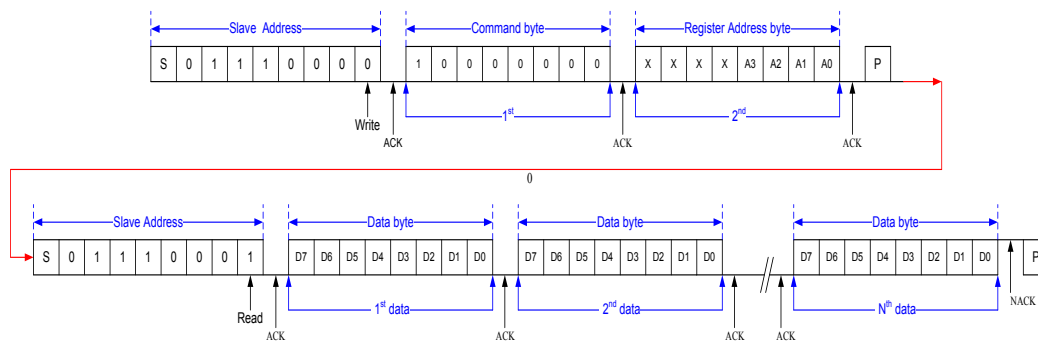 Slave Address Command byte Register Address byte
S 0 1 1 1 0 0 0 0 1 0 0 0 0 0 0 0 X X X X A3 A2 A1 A0 P
1st 2nd
Write ACK ACK ACK
0
Slave Address Data byte Data byte Data byte
S 0 1 1 1 0 0 0 1 D7 D6 D5 D4 D3 D2 D1 D0 D7 D6 D5 D4 D3 D2 D1 D0 D7 D6 D5 D4 D3 D2 D1 D0 P
1st data 2nd data Nth data NACK
Read ACK ACK ACK ACK